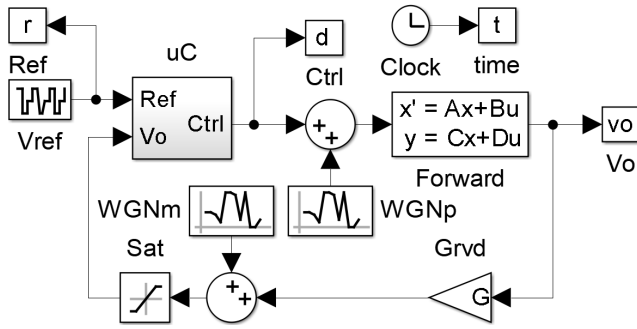 r
Ref
Vref
uC
Ref
Vo
Ctrl
d
Ctrl
+
+
Clock
t
time
x' = Ax+Bu
y = Cx+Du
Forward
vo
Vo
WGNm
WGNp
Sat
+
+
Grvd
G